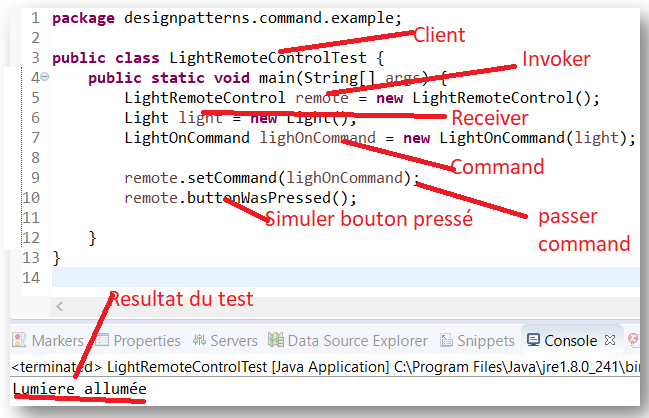 1 package designpatterns.command.example;
2
Client
3 public class LightRemoteControlTest {
Invoker
4 public static void main(String[] args) {
5 LightRemoteControl remote = new LightRemoteControl();
6 Light light = new Light();
Receiver
7 LightOnCommand lighOnCommand = new LightOnCommand(light);
8
Command
9 remote.setCommand(lighOnCommand);
10 remote.buttonWasPressed();
Simuler bouton pressé
passer
command
11
12 }
13 }
14
Resultat du test
Markers Properties Servers Data Source Explorer Snippets Console
<terminated> LightRemoteControlTest [Java Application] C:\Program Files\Java\jre1.8.0_241\bin
Lumiere allumée